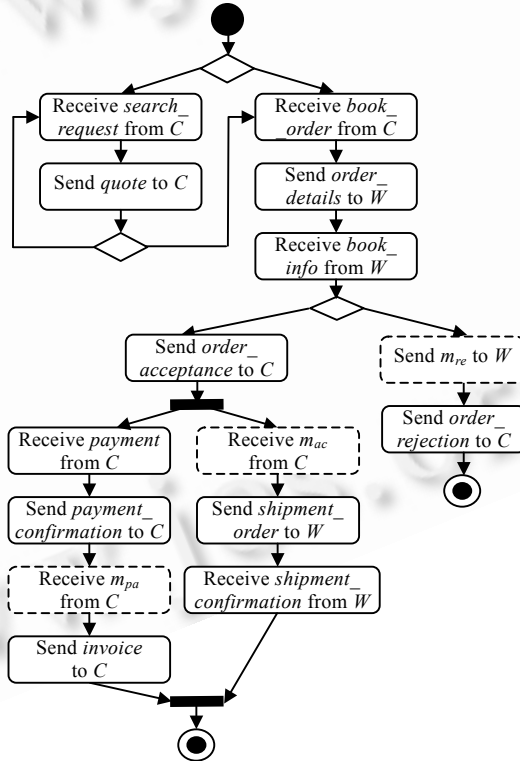 Receive search_
request from C
Receive book_
_order from C
Send quote to C
Send order_
details to W
Receive book_
info from W
Send order_
acceptance to C
Send m_re to W
Send order_
rejection to C
Receive payment
from C
Receive m_ac
from C
Send payment_
confirmation to C
Send shipment_
order to W
Receive m_pa
from C
Receive shipment_
confirmation from W
Send invoice
to C